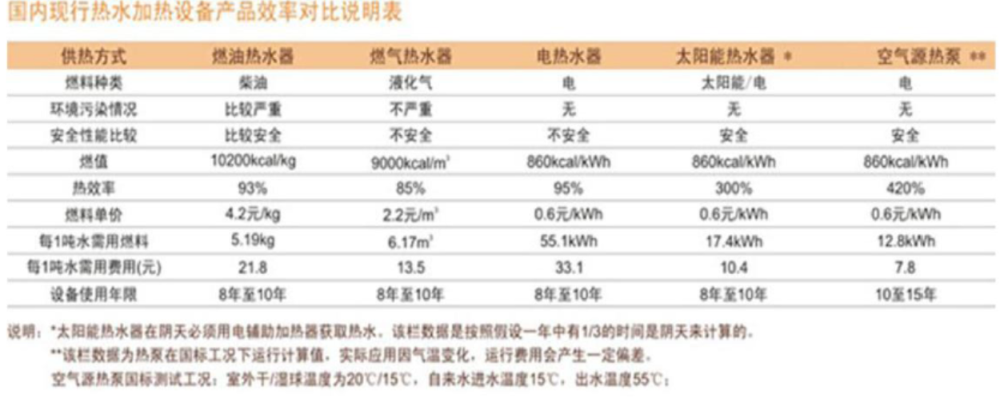 国内现行热水加热设备产品效率对比说明表
供热方式 燃油热水器 燃气热水器 电热水器 太阳能热水器 * 空气源热泵 **
燃料种类 柴油 液化气 电 太阳能/电 电
环境污染情况 比较严重 不严重 无 无 无
安全性能比较 比较安全 不安全 不安全 安全 安全
燃值 10200kcal/kg 9000kcal/m³ 860kcal/kWh 860kcal/kWh 860kcal/kWh
热效率 93% 85% 95% 300% 420%
燃料单价 4.2元/kg 2.2元/m³ 0.6元/kWh 0.6元/kWh 0.6元/kWh
每1吨水需用燃料 5.19kg 6.17m³ 55.1kWh 17.4kWh 12.8kWh
每1吨水需用费用(元) 21.8 13.5 33.1 10.4 7.8
设备使用年限 8年至10年 8年至10年 8年至10年 8年至10年 10至15年
说明：*太阳能热水器在阴天必须用电辅助加热器获取热水。该栏数据是按照假设一年中有1/3的时间是阴天来计算的。
**该栏数据为热泵在国标工况下运行计算值，实际应用因气温变化，运行费用会产生一定偏差。
空气源热泵国标测试工况：室外干/湿球温度为20℃/15℃，自来水进水温度15℃，出水温度55℃；